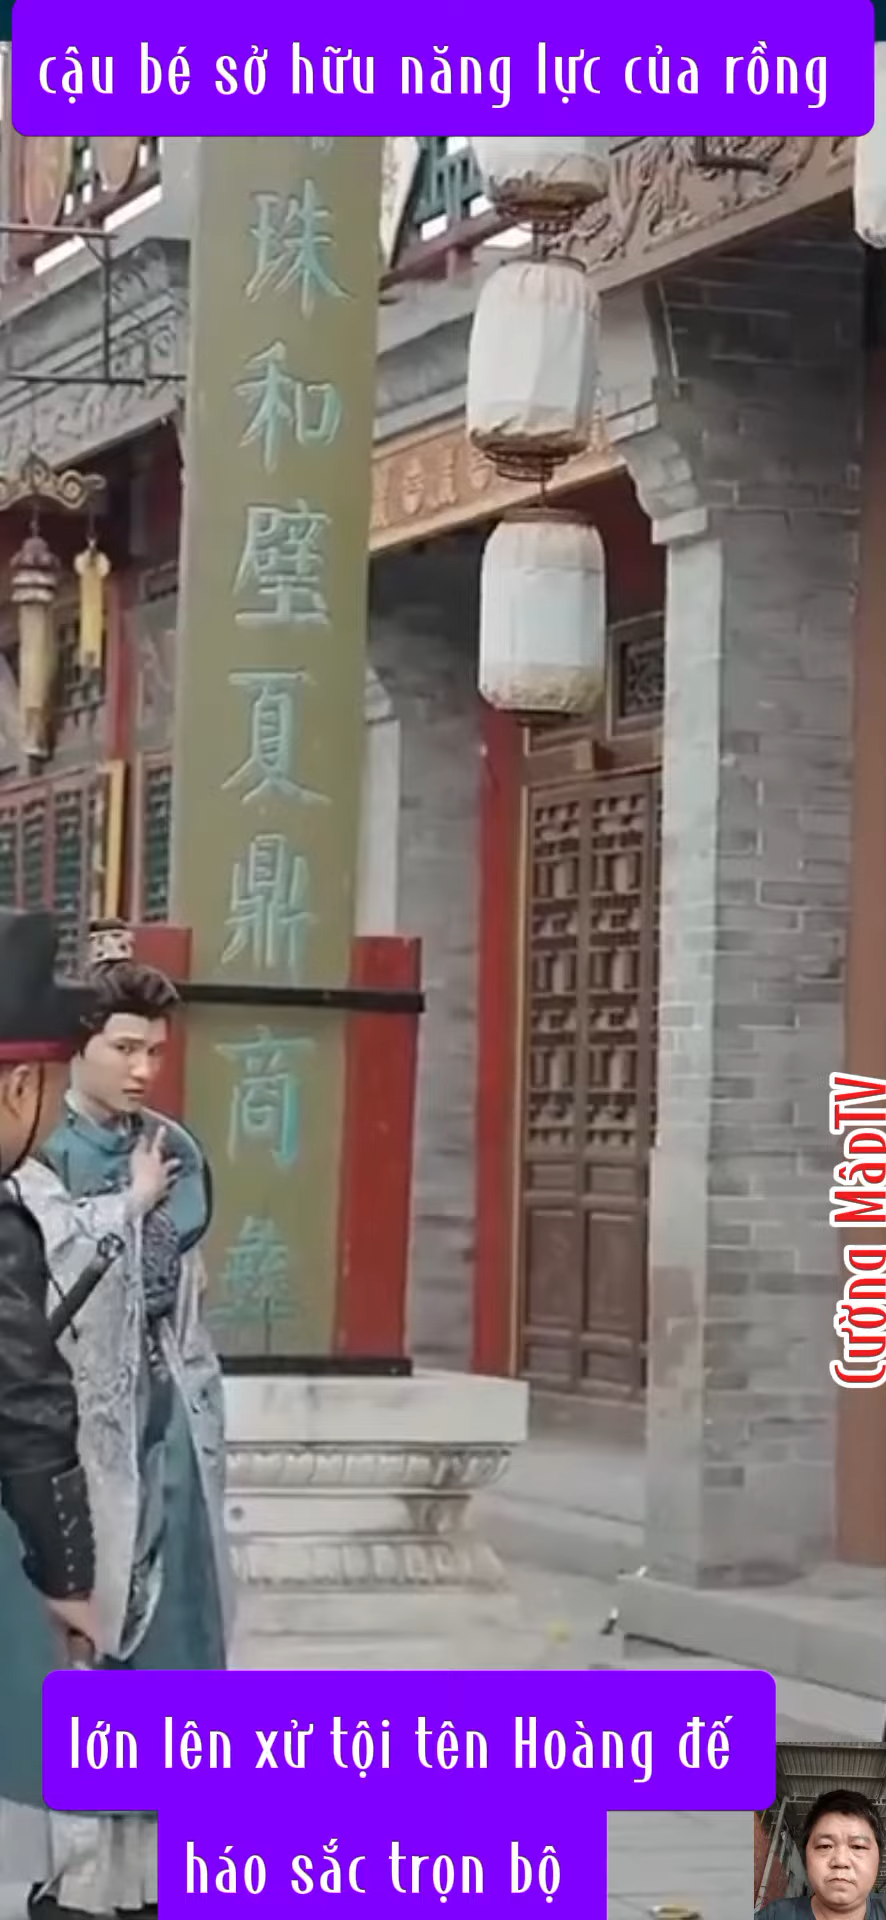 cậu bé sở hữu năng lực của rồng
珠和璧夏鼎商彝
Cường MậpTV
lớn lên xử tội tên Hoàng đế
háo sắc trọn bộ